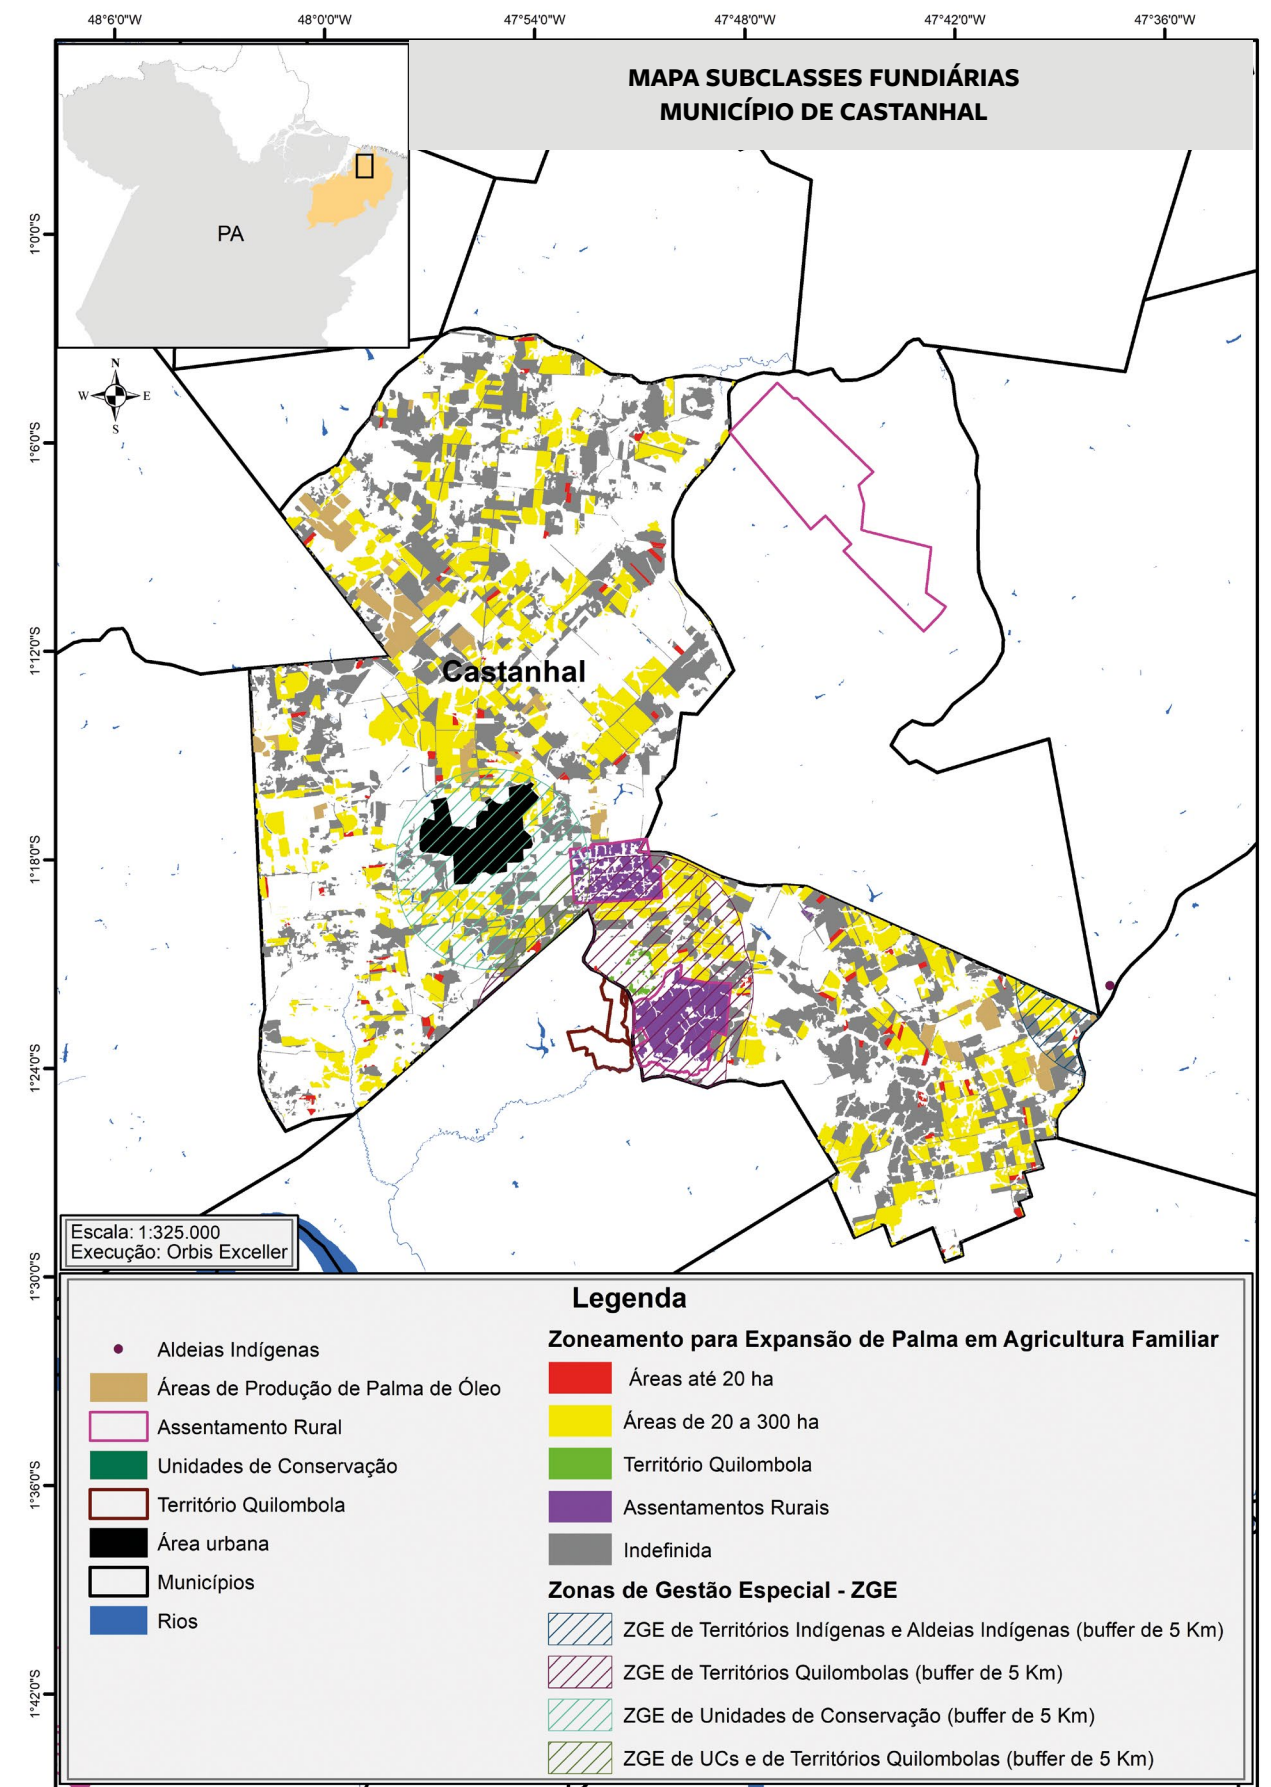 48°6'0"W
48°0'0"W
47°54'0"W
47°48'0"W
47°42'0"W
47°36'0"W
MAPA SUBCLASSES FUNDIÁRIAS
MUNICÍPIO DE CASTANHAL
PA
1°0'0"S
N
W
E
S
1°6'0"S
1°12'0"S
Castanhal
1°18'0"S
1°24'0"S
Escala: 1:325.000
Execução: Orbis Exceller
1°30'0"S
Legenda
Aldeias Indígenas
Áreas de Produção de Palma de Óleo
Assentamento Rural
Unidades de Conservação
Território Quilombola
Área urbana
Municípios
Rios
Zoneamento para Expansão de Palma em Agricultura Familiar
Áreas até 20 ha
Áreas de 20 a 300 ha
Território Quilombola
Assentamentos Rurais
Indefinida
Zonas de Gestão Especial - ZGE
ZGE de Territórios Indígenas e Aldeias Indígenas (buffer de 5 Km)
ZGE de Territórios Quilombolas (buffer de 5 Km)
ZGE de Unidades de Conservação (buffer de 5 Km)
ZGE de UCs e de Territórios Quilombolas (buffer de 5 Km)
1°36'0"S
1°42'0"S